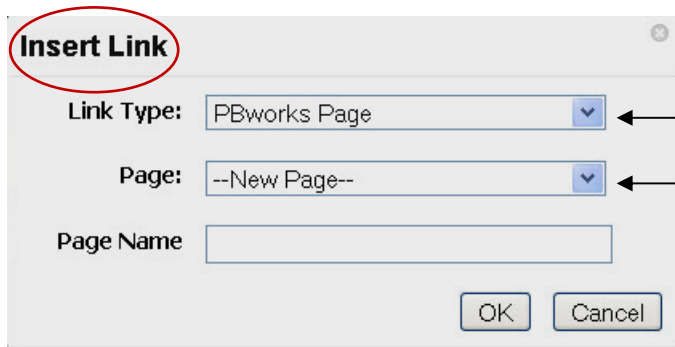 Insert Link
Link Type: PBworks Page
Page: --New Page--
Page Name
OK Cancel